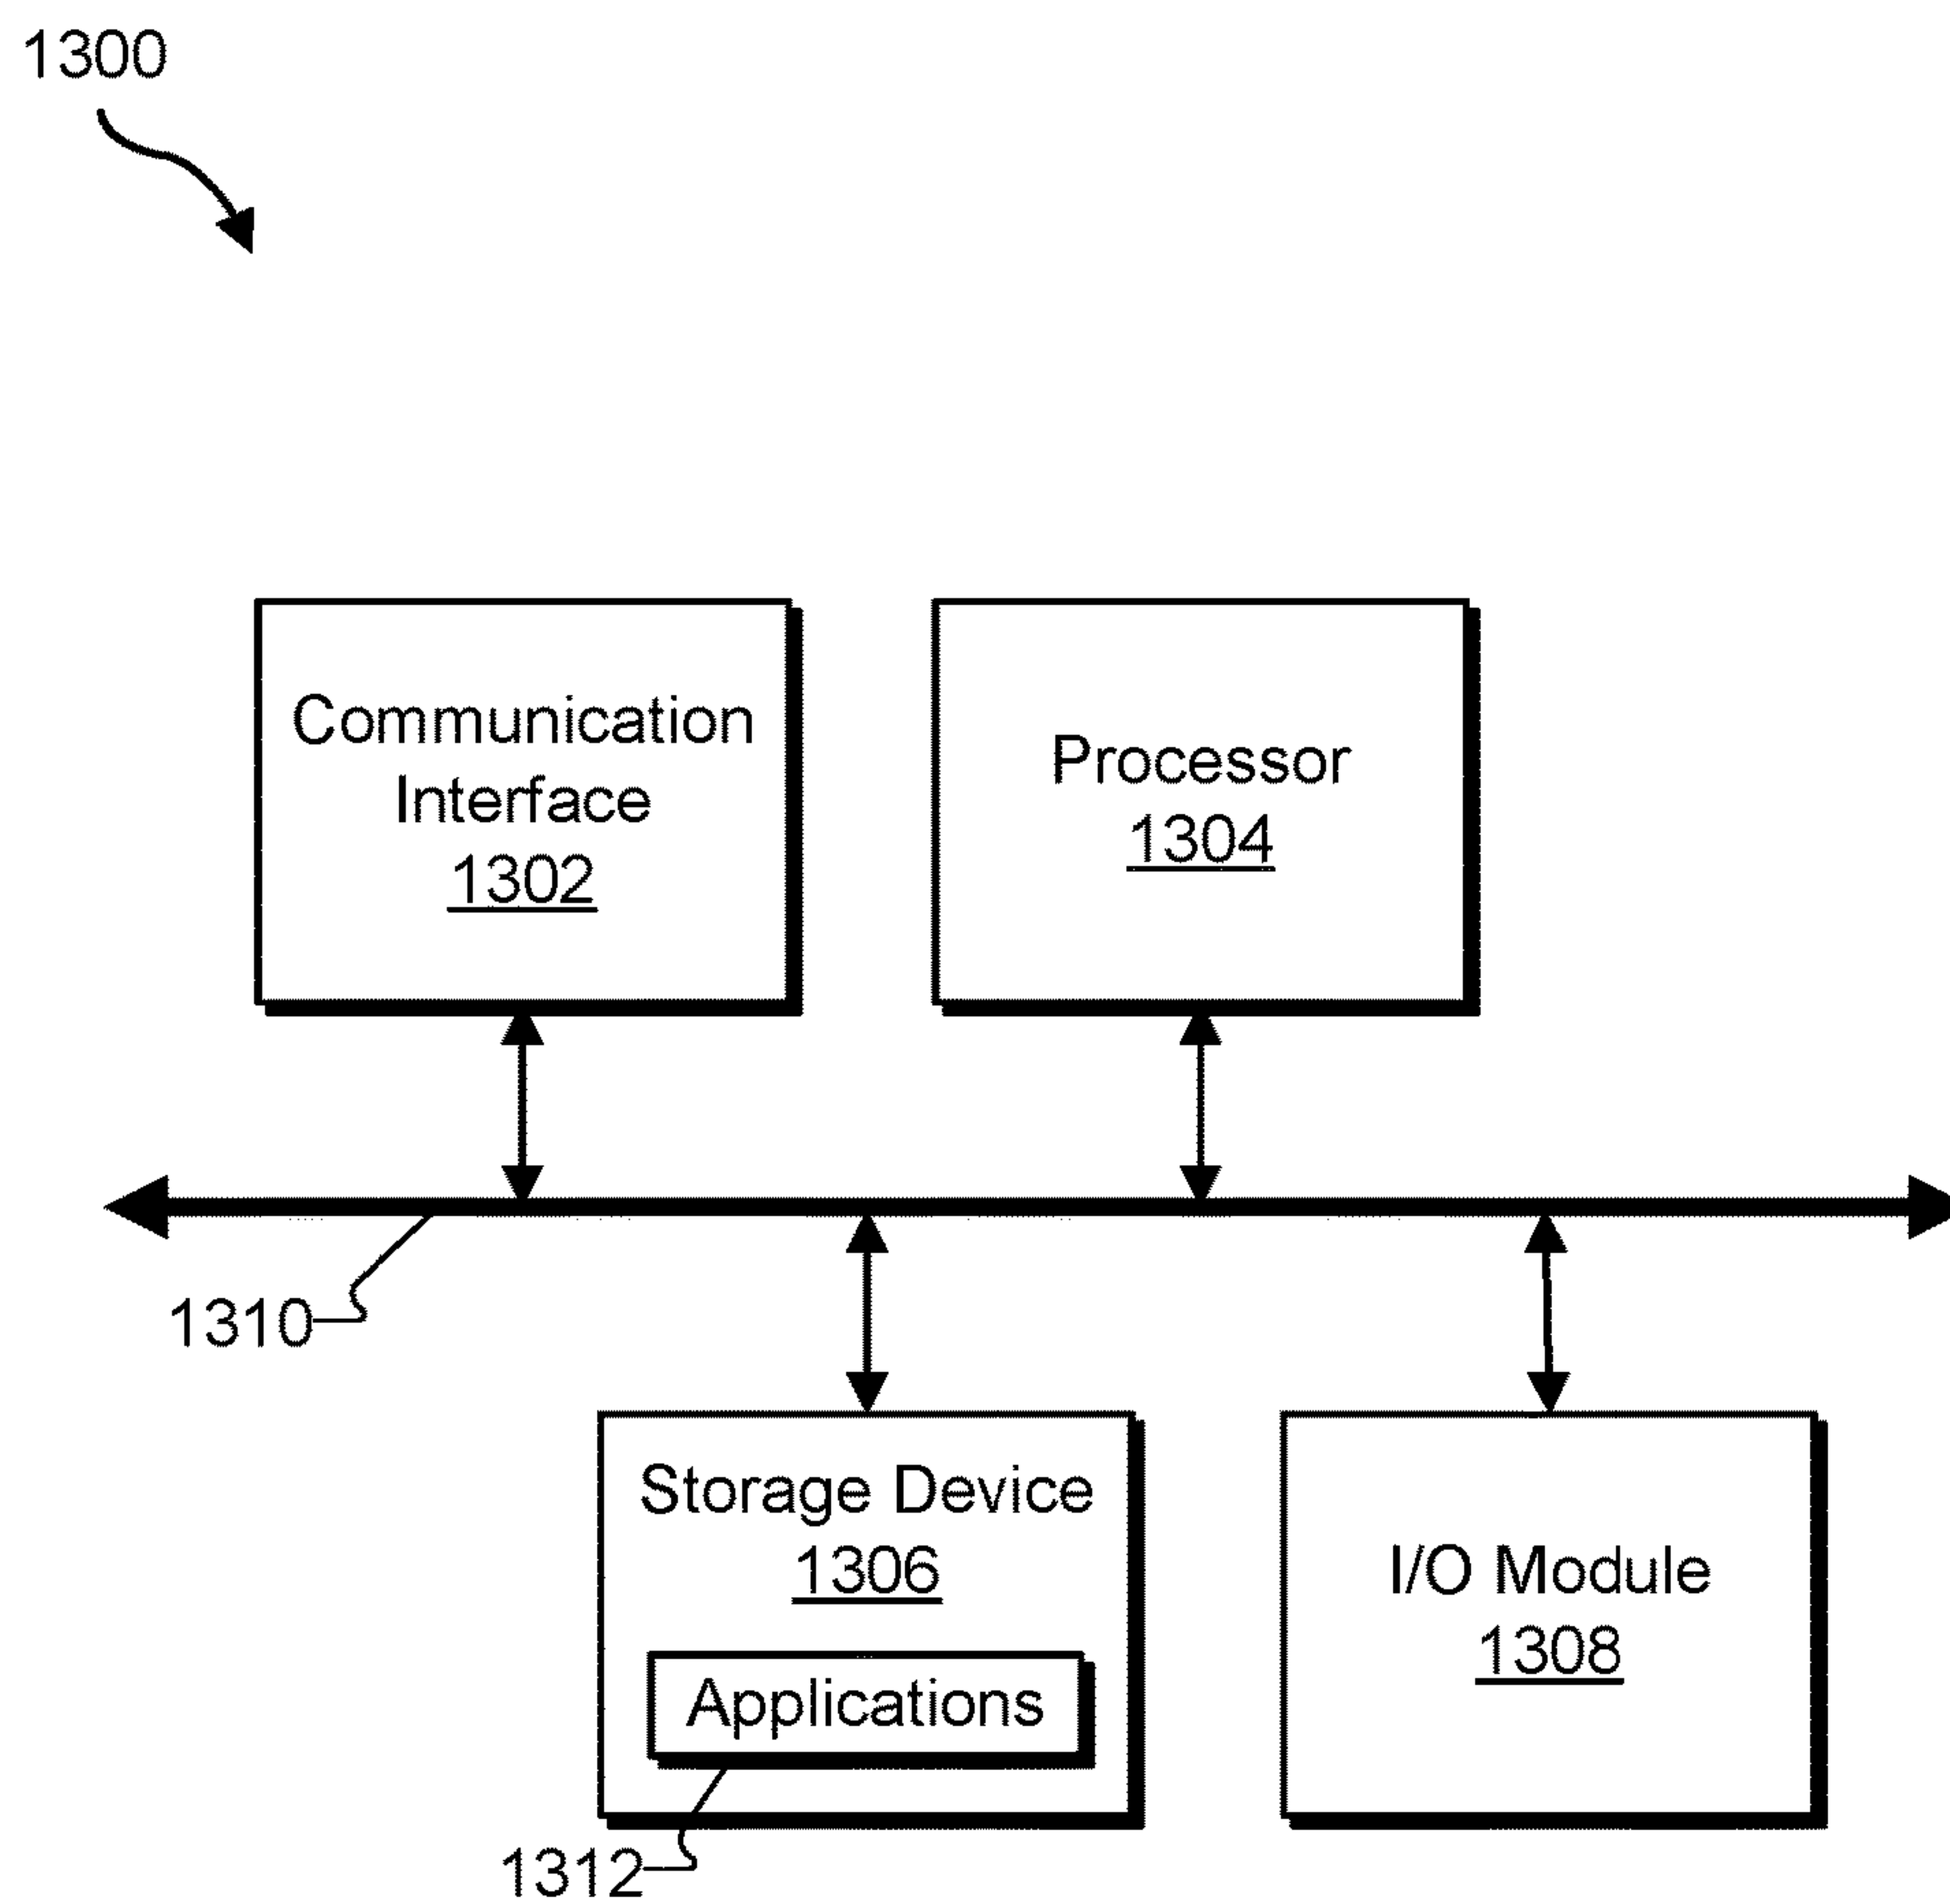 1300
Communication
Interface
1302
Processor
1304
1310
Storage Device
1306
Applications
1312
I/O Module
1308